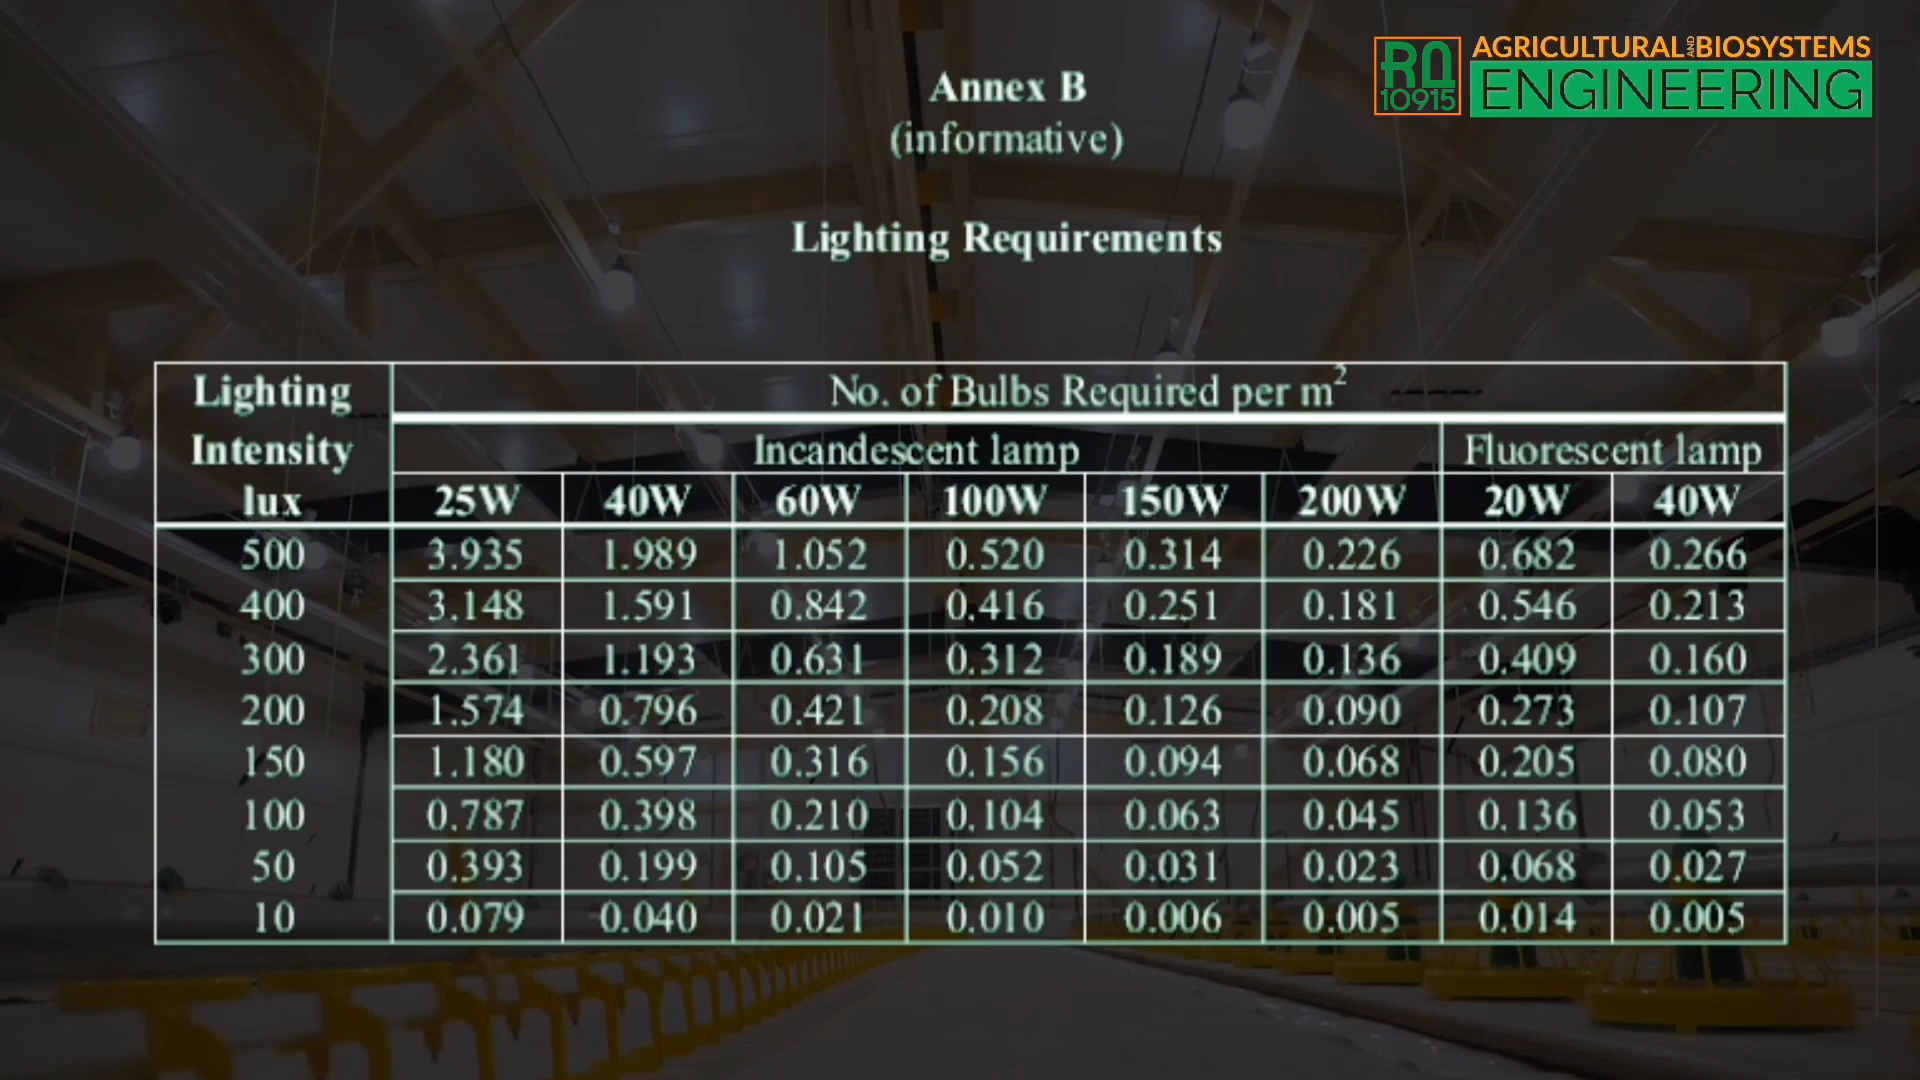 RA
10915
AGRICULTURAL AND BIOSYSTEMS
ENGINEERING
Annex B
(informative)
Lighting Requirements
Lighting Intensity lux
No. of Bulbs Required per m²
Incandescent lamp Fluorescent lamp
25W 40W 60W 100W 150W 200W 20W 40W
500 3.935 1.989 1.052 0.520 0.314 0.226 0.682 0.266
400 3.148 1.591 0.842 0.416 0.251 0.181 0.546 0.213
300 2.361 1.193 0.631 0.312 0.189 0.136 0.409 0.160
200 1.574 0.796 0.421 0.208 0.126 0.090 0.273 0.107
150 1.180 0.597 0.316 0.156 0.094 0.068 0.205 0.080
100 0.787 0.398 0.210 0.104 0.063 0.045 0.136 0.053
50 0.393 0.199 0.105 0.052 0.031 0.023 0.068 0.027
10 0.079 0.040 0.021 0.010 0.006 0.005 0.014 0.005